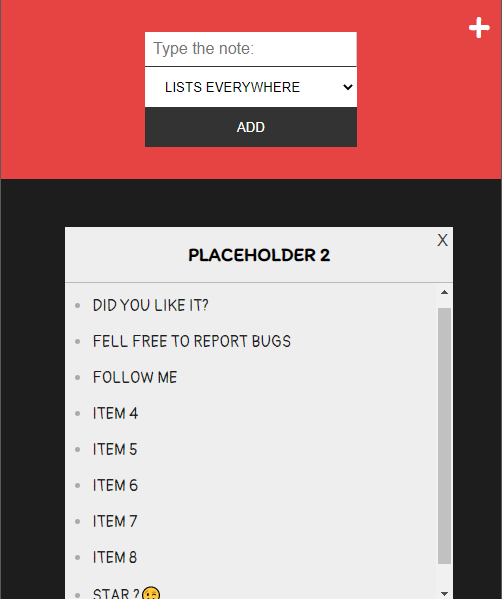 Type the note:
LISTS EVERYWHERE
ADD
X
PLACEHOLDER 2
DID YOU LIKE IT?
FELL FREE TO REPORT BUGS
FOLLOW ME
ITEM 4
ITEM 5
ITEM 6
ITEM 7
ITEM 8
STAR ? 😉